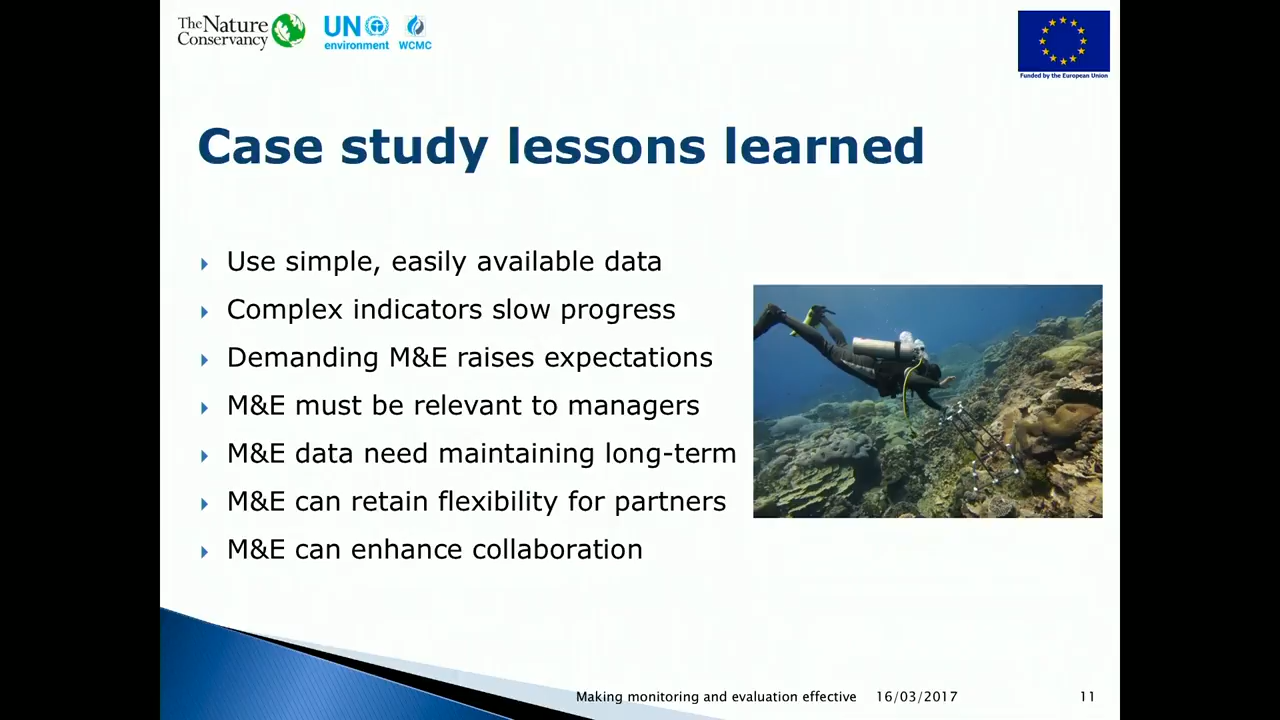 The Nature
Conservancy
UN
environment
WCMC
Funded by the European Union
Case study lessons learned
Use simple, easily available data
Complex indicators slow progress
Demanding M&E raises expectations
M&E must be relevant to managers
M&E data need maintaining long-term
M&E can retain flexibility for partners
M&E can enhance collaboration
Making monitoring and evaluation effective 16/03/2017 11